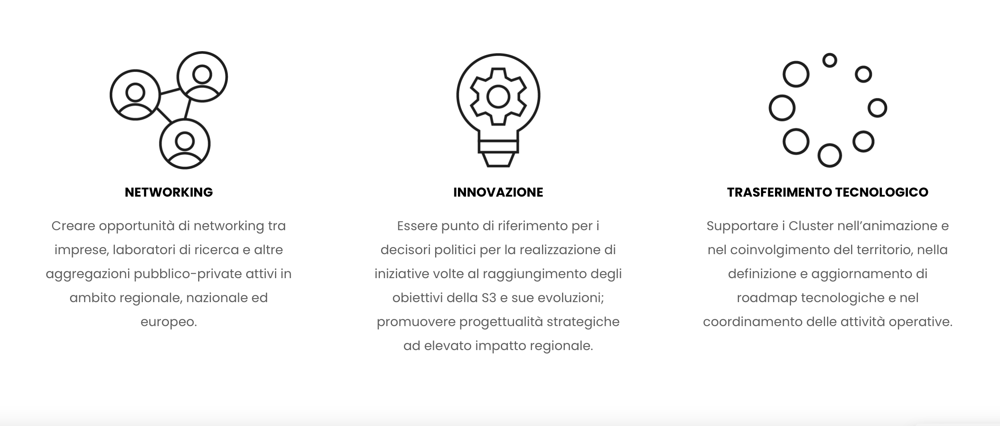 NETWORKING
Creare opportunità di networking tra
imprese, laboratori di ricerca e altre
aggregazioni pubblico-private attivi in
ambito regionale, nazionale ed
europeo.
INNOVAZIONE
Essere punto di riferimento per i
decisori politici per la realizzazione di
iniziative volte al raggiungimento degli
obiettivi della S3 e sue evoluzioni;
promuovere progettualità strategiche
ad elevato impatto regionale.
TRASFERIMENTO TECNOLOGICO
Supportare i Cluster nell’animazione e
nel coinvolgimento del territorio, nella
definizione e aggiornamento di
roadmap tecnologiche e nel
coordinamento delle attività operative.